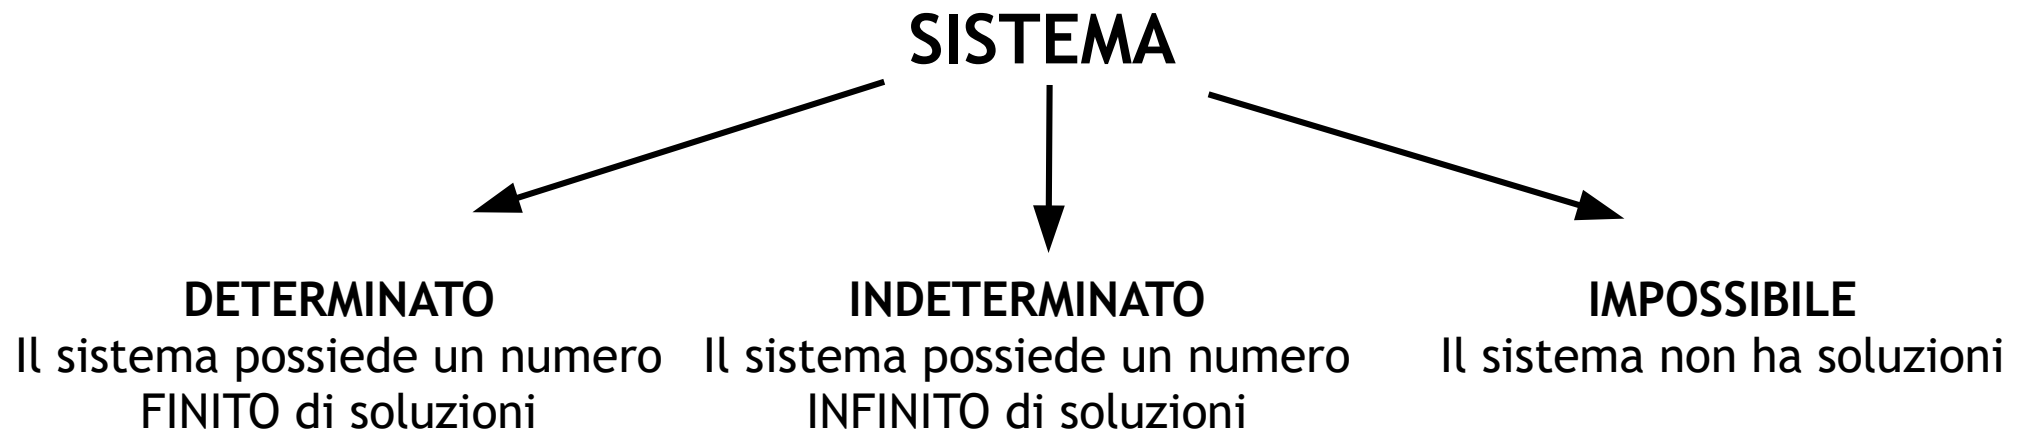 SISTEMA
DETERMINATO
Il sistema possiede un numero
FINITO di soluzioni
INDETERMINATO
Il sistema possiede un numero
INFINITO di soluzioni
IMPOSSIBILE
Il sistema non ha soluzioni